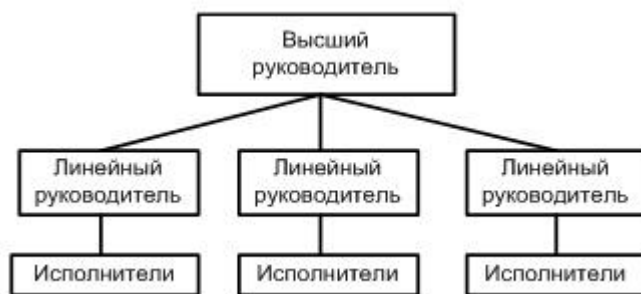 Высший
руководитель
Линейный
руководитель
Линейный
руководитель
Линейный
руководитель
Исполнители
Исполнители
Исполнители